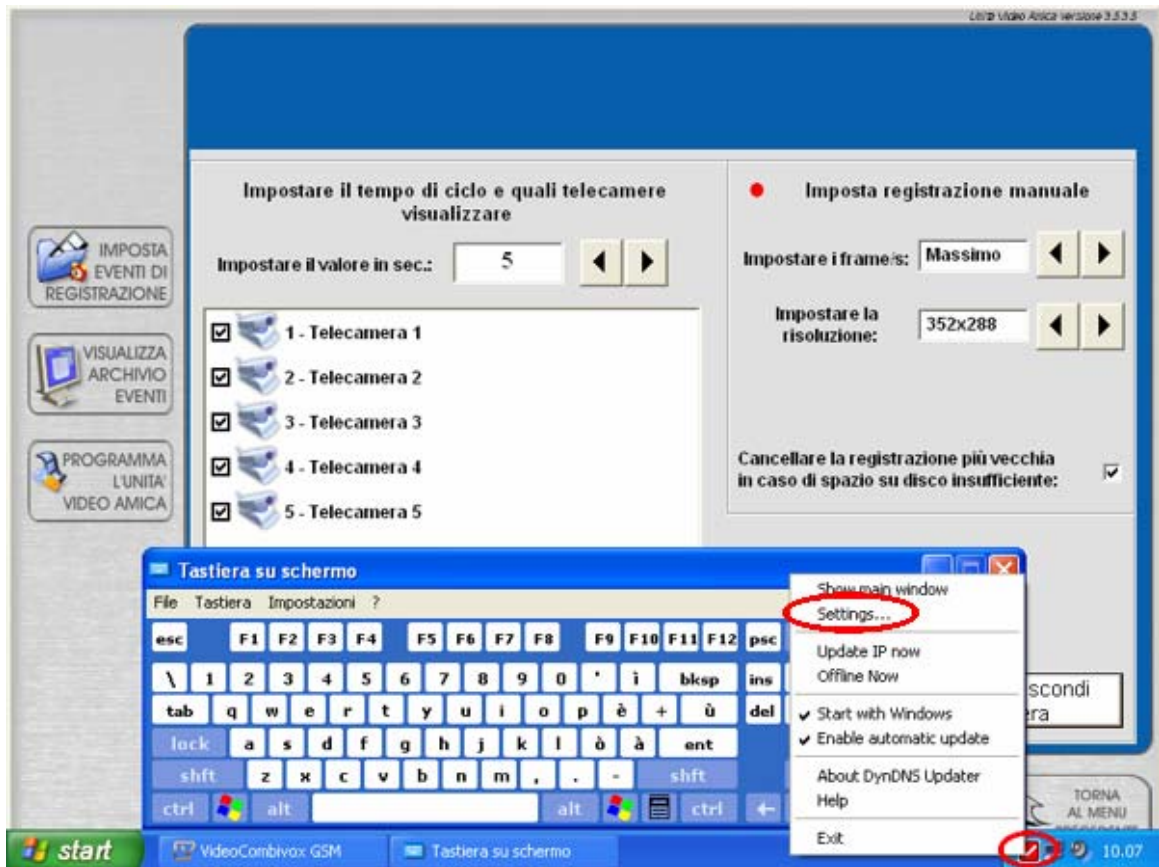 Unità Video Amica versione 3.5.3.5
Impostare il tempo di ciclo e quali telecamere
visualizzare
Impostare il valore in sec.: 5
1 - Telecamera 1
2 - Telecamera 2
3 - Telecamera 3
4 - Telecamera 4
5 - Telecamera 5
Imposta registrazione manuale
Impostare i frame/s: Massimo
Impostare la
risoluzione: 352x288
Cancellare la registrazione più vecchia
in caso di spazio su disco insufficiente:
IMPOSTA
EVENTI DI
REGISTRAZIONE
VISUALIZZA
ARCHIVIO
EVENTI
PROGRAMMA
L'UNITA'
VIDEO AMICA
Tastiera su schermo
File Tastiera Impostazioni ?
esc F1 F2 F3 F4 F5 F6 F7 F8 F9 F10 F11 F12 psc
\ 1 2 3 4 5 6 7 8 9 0 ' ì bksp ins
tab q w e r t y u i o p è + ù del
lock a s d f g h j k l ò à ent
shft z x c v b n m , . - shft
ctrl alt alt ctrl ←
Show main window
Settings...
Update IP now
Offline Now
Start with Windows
Enable automatic update
About DynDNS Updater
Help
Exit
TORNA
AL MENU
start VideoCombivox GSM Tastiera su schermo 10.07